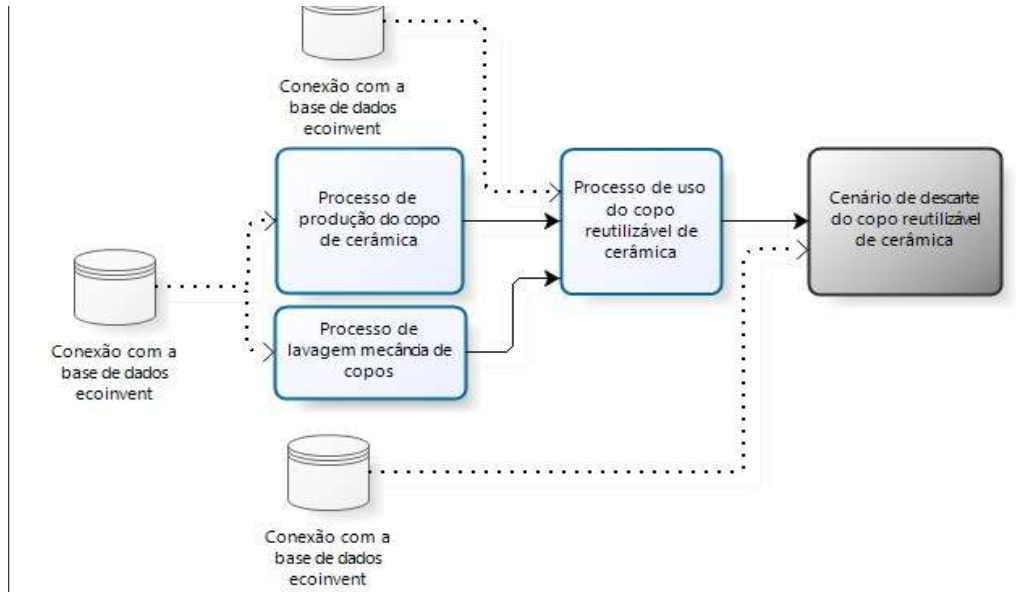 Conexão com a
base de dados
ecoinvent
Processo de
produção do copo
de cerâmica
Processo de uso
do copo
reutilizável de
cerâmica
Cenário de descarte
do copo reutilizável
de cerâmica
Conexão com a
base de dados
ecoinvent
Processo de
lavagem mecância de
copos
Conexão com a
base de dados
ecoinvent